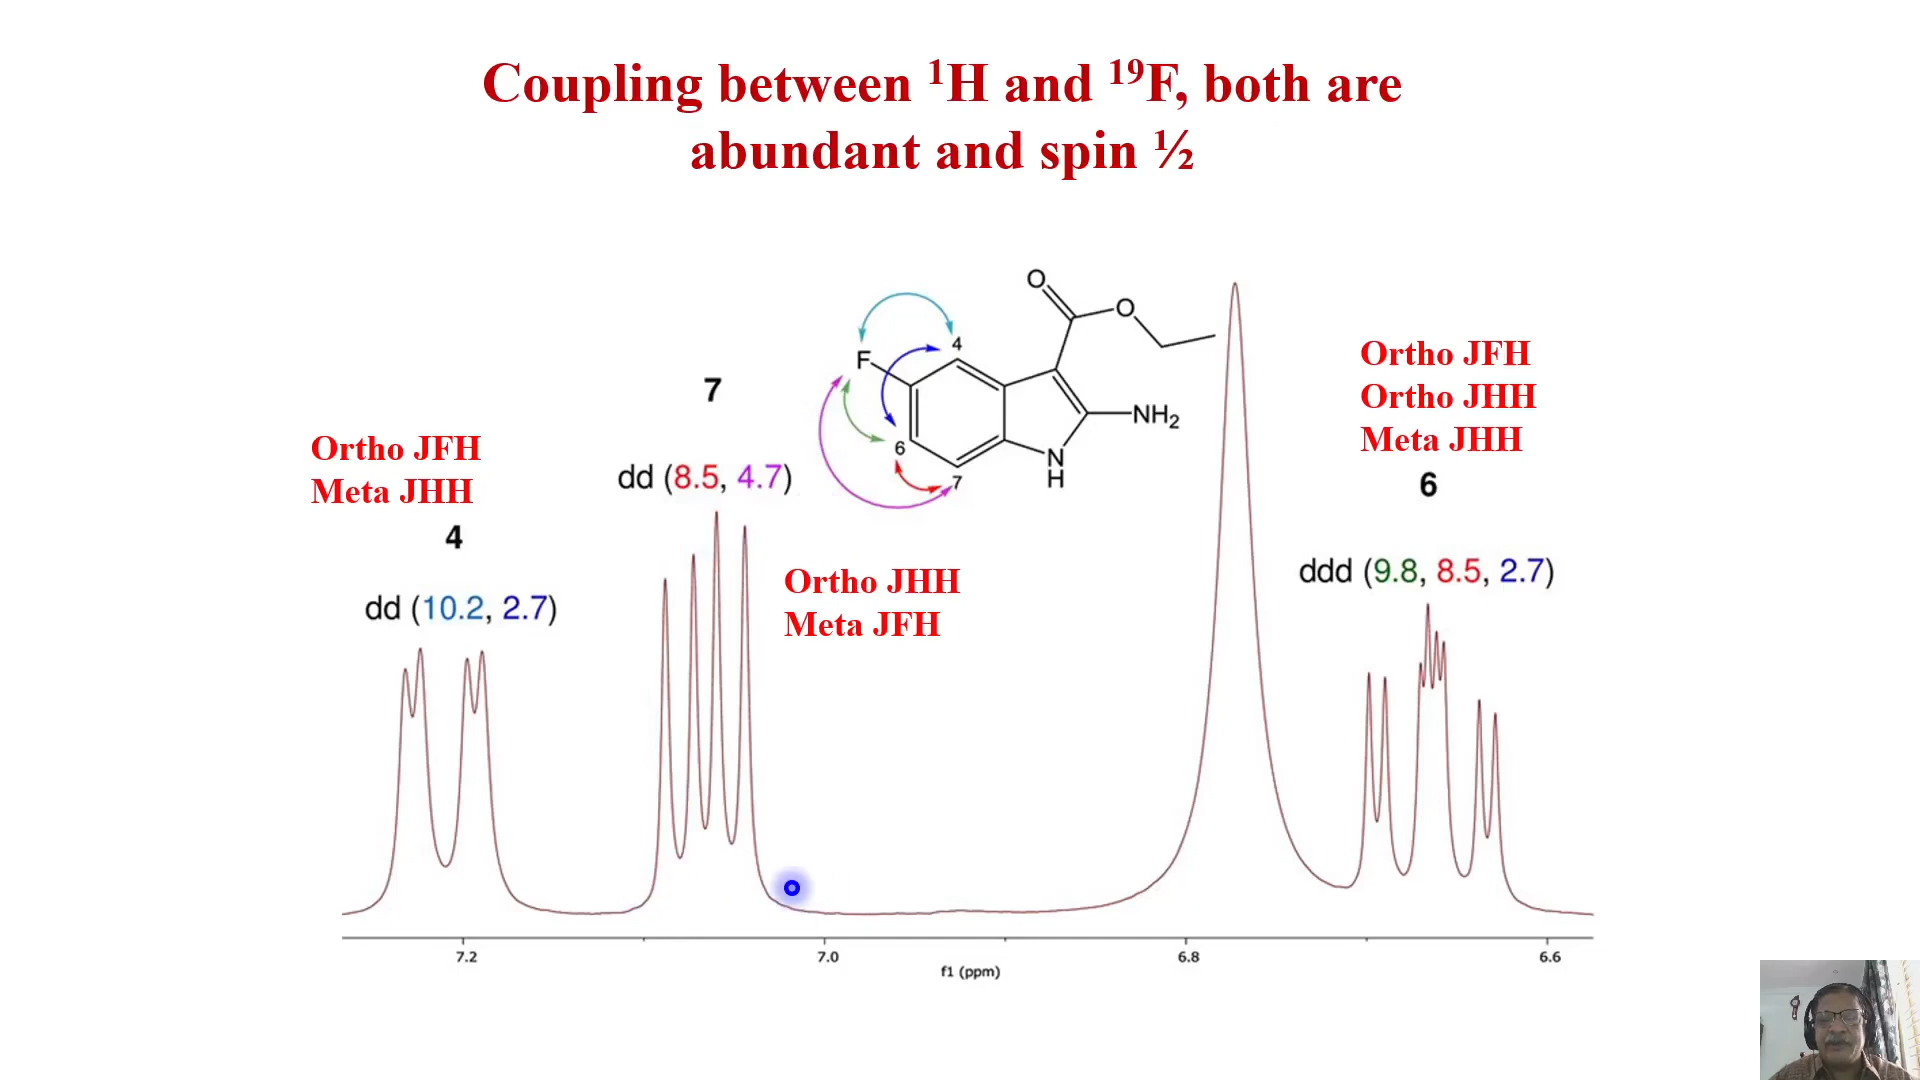 Coupling between ¹H and ¹⁹F, both are
abundant and spin ½
O
O
F
4
NH₂
6
7
N
H
Ortho JFH
Meta JHH
4
dd (10.2, 2.7)
7
dd (8.5, 4.7)
Ortho JHH
Meta JFH
Ortho JFH
Ortho JHH
Meta JHH
6
ddd (9.8, 8.5, 2.7)
7.2 7.0 6.8 6.6
f1 (ppm)